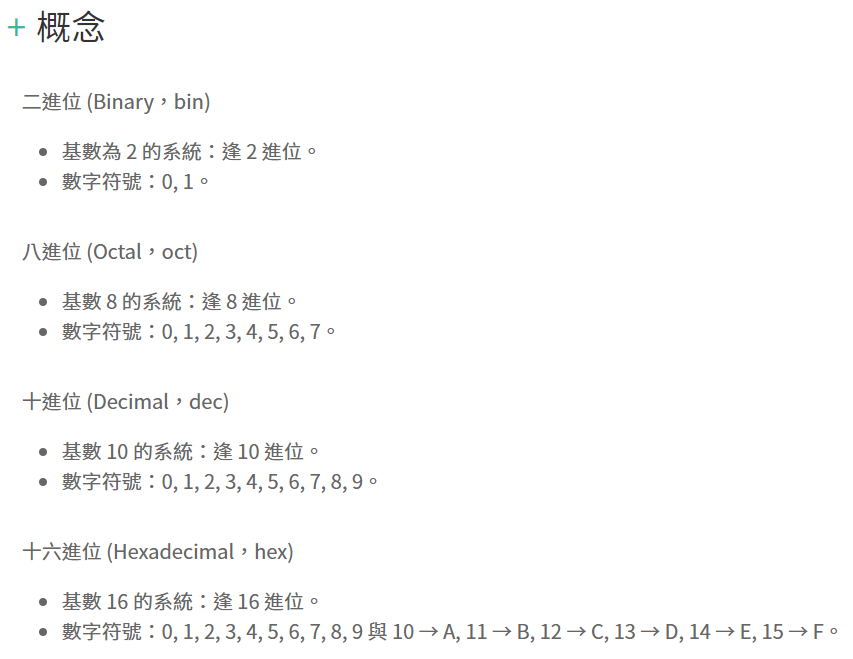 + 概念
二進位 (Binary，bin)
• 基數為 2 的系統：逢 2 進位。
• 數字符號：0, 1。
八進位 (Octal，oct)
• 基數 8 的系統：逢 8 進位。
• 數字符號：0, 1, 2, 3, 4, 5, 6, 7。
十進位 (Decimal，dec)
• 基數 10 的系統：逢 10 進位。
• 數字符號：0, 1, 2, 3, 4, 5, 6, 7, 8, 9。
十六進位 (Hexadecimal，hex)
• 基數 16 的系統：逢 16 進位。
• 數字符號：0, 1, 2, 3, 4, 5, 6, 7, 8, 9 與 10 → A, 11 → B, 12 → C, 13 → D, 14 → E, 15 → F。